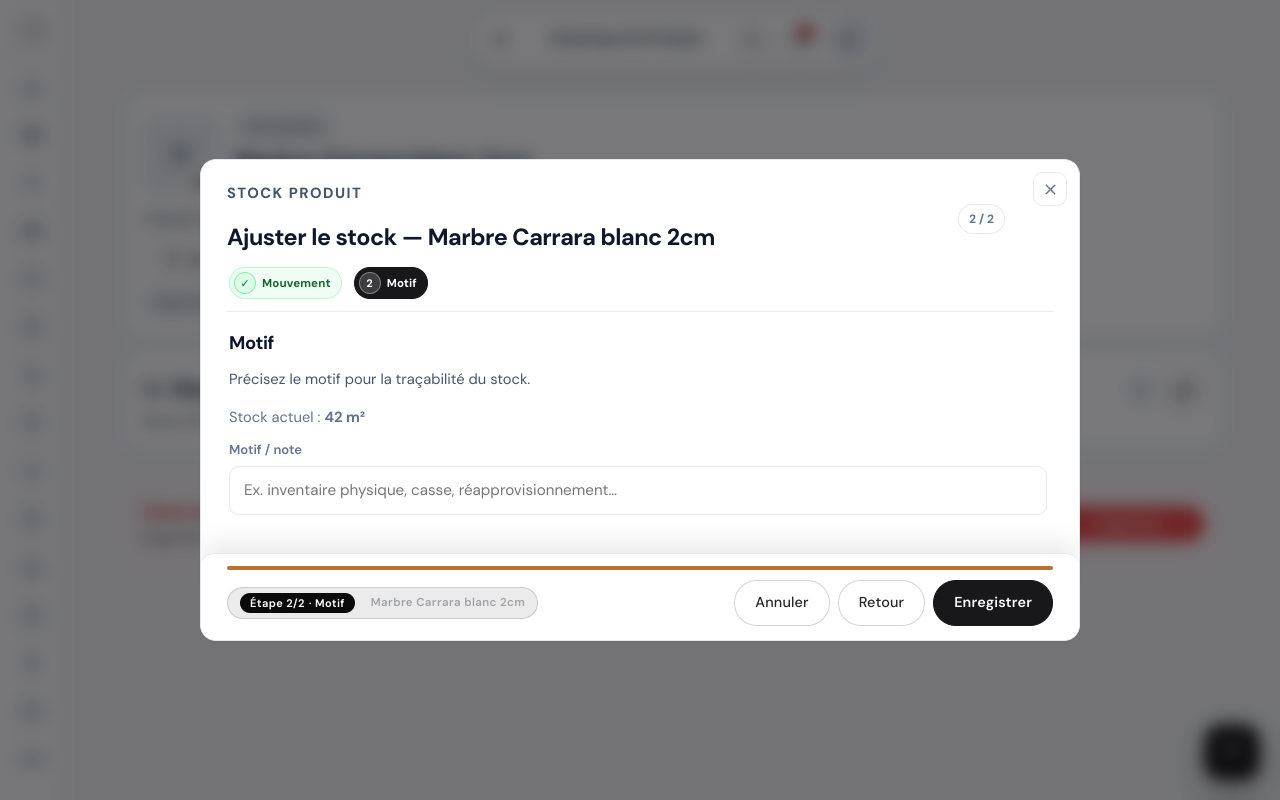 STOCK PRODUIT
2 / 2
Ajuster le stock — Marbre Carrara blanc 2cm
✓ Mouvement
2 Motif
Motif
Précisez le motif pour la traçabilité du stock.
Stock actuel : 42 m²
Motif / note
Ex. inventaire physique, casse, réapprovisionnement…
Étape 2/2 · Motif Marbre Carrara blanc 2cm
Annuler
Retour
Enregistrer